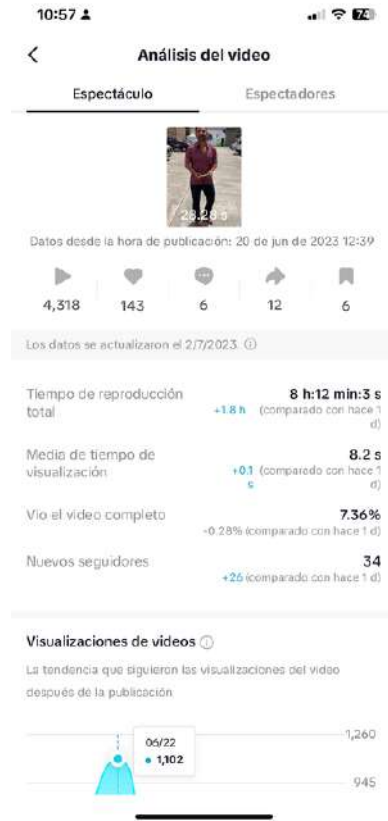 10:57
74
Análisis del video
Espectáculo Espectadores
28.28 s
Datos desde la hora de publicación: 20 de jun de 2023 12:39
4,318 143 6 12 6
Los datos se actualizaron el 2/7/2023.
Tiempo de reproducción total 8 h:12 min:3 s
+1.8 h (comparado con hace 1 d)
Media de tiempo de visualización 8.2 s
+0.1 s (comparado con hace 1 d)
Vio el video completo 7.36%
-0.28% (comparado con hace 1 d)
Nuevos seguidores 34
+26 (comparado con hace 1 d)
Visualizaciones de videos
La tendencia que siguieron las visualizaciones del video
después de la publicación
1,260
06/22
1,102
945